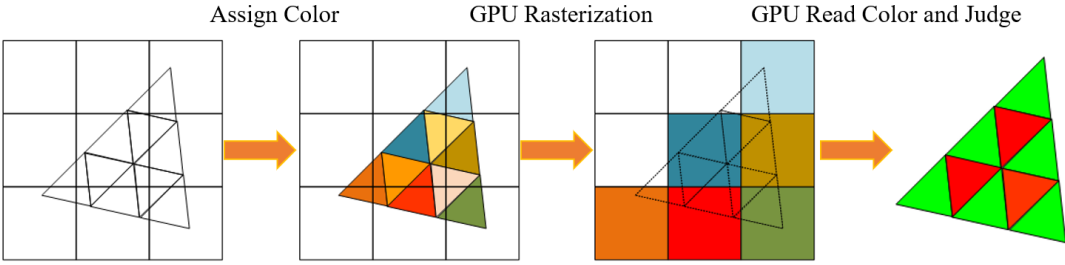 Assign Color
GPU Rasterization
GPU Read Color and Judge